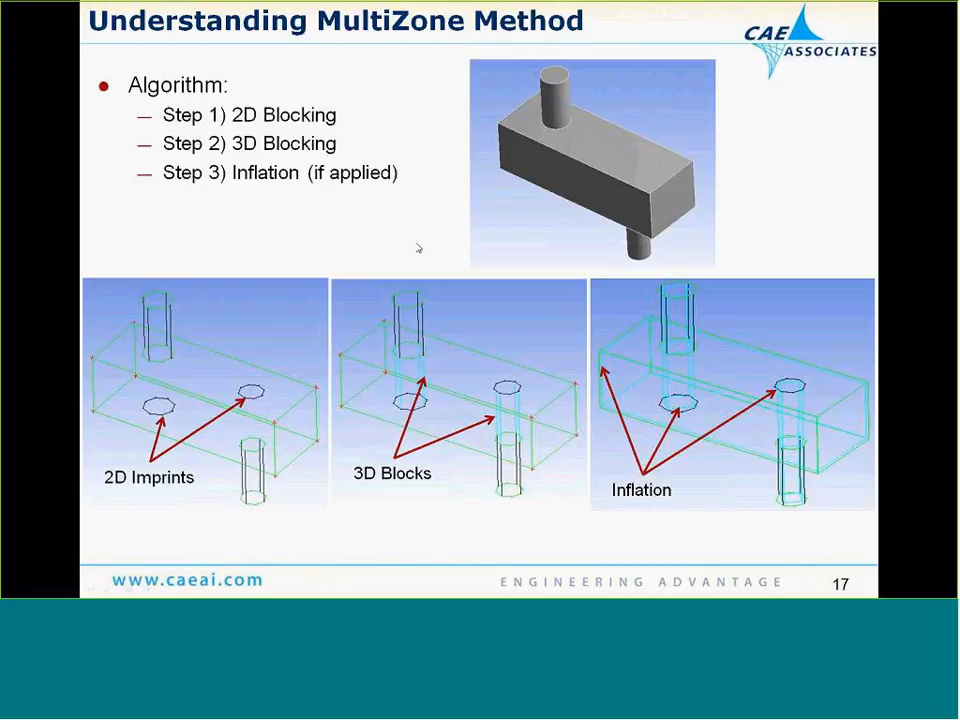 Understanding MultiZone Method
CAE
ASSOCIATES
● Algorithm:
— Step 1) 2D Blocking
— Step 2) 3D Blocking
— Step 3) Inflation (if applied)
2D Imprints
3D Blocks
Inflation
www.caeai.com
ENGINEERING ADVANTAGE
17